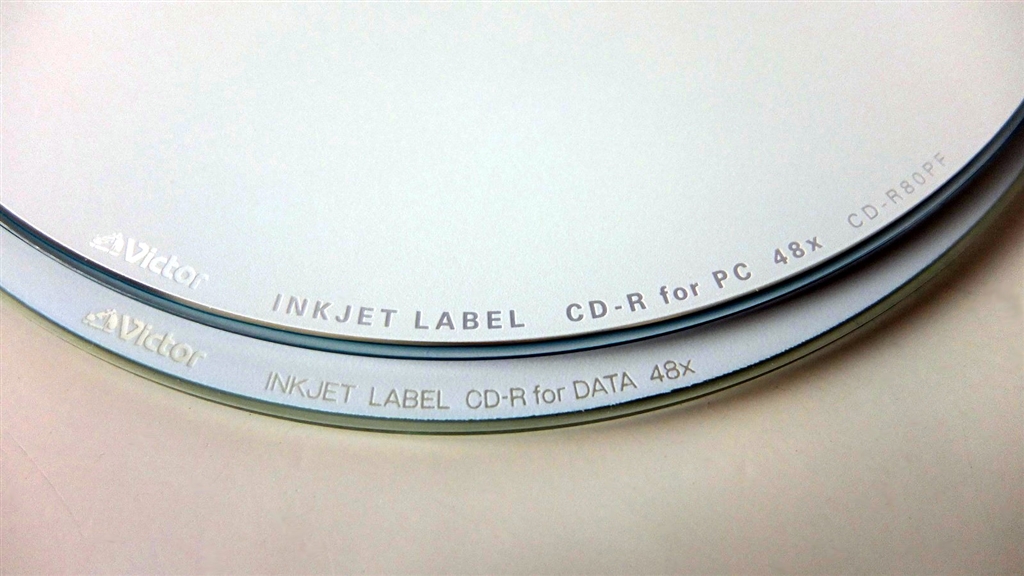 Victor INKJET LABEL CD-R for PC 48x CD-R80PF
Victor INKJET LABEL CD-R for DATA 48x